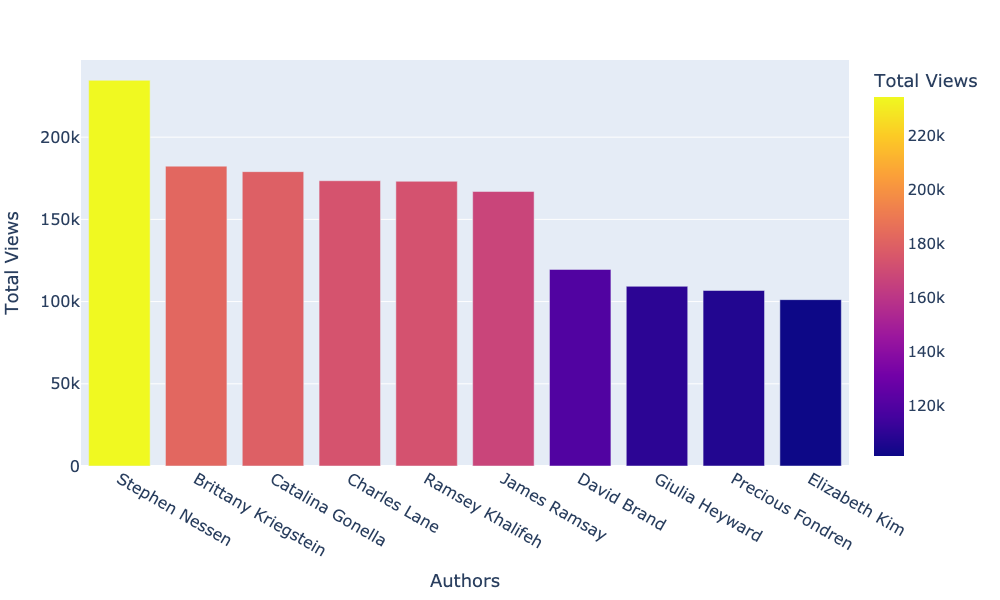 Total Views
200k
150k
100k
50k
0
Stephen Nessen
Brittany Kriegstein
Catalina Gonella
Charles Lane
Ramsey Khalifeh
James Ramsay
David Brand
Giulia Heyward
Precious Fondren
Elizabeth Kim
Authors
Total Views
220k
200k
180k
160k
140k
120k